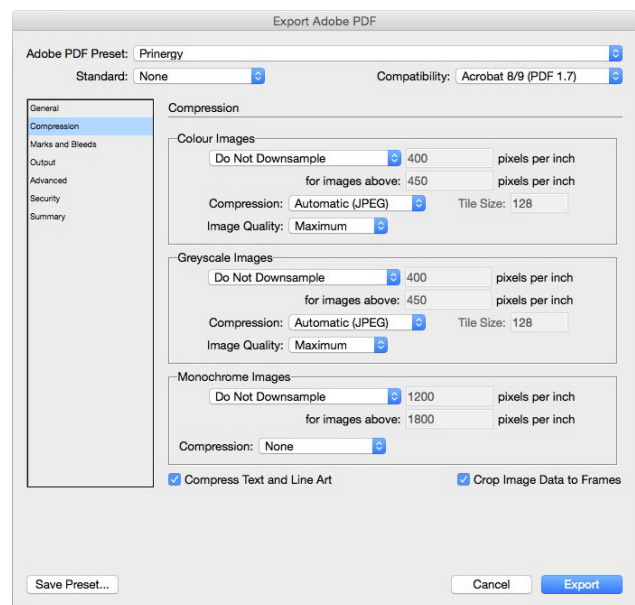 Export Adobe PDF
Adobe PDF Preset: Prinergy
Standard: None Compatibility: Acrobat 8/9 (PDF 1.7)
General
Compression
Marks and Bleeds
Output
Advanced
Security
Summary
Compression
Colour Images
Do Not Downsample 400 pixels per inch
for images above: 450 pixels per inch
Compression: Automatic (JPEG) Tile Size: 128
Image Quality: Maximum
Greyscale Images
Do Not Downsample 400 pixels per inch
for images above: 450 pixels per inch
Compression: Automatic (JPEG) Tile Size: 128
Image Quality: Maximum
Monochrome Images
Do Not Downsample 1200 pixels per inch
for images above: 1800 pixels per inch
Compression: None
Compress Text and Line Art Crop Image Data to Frames
Save Preset... Cancel Export